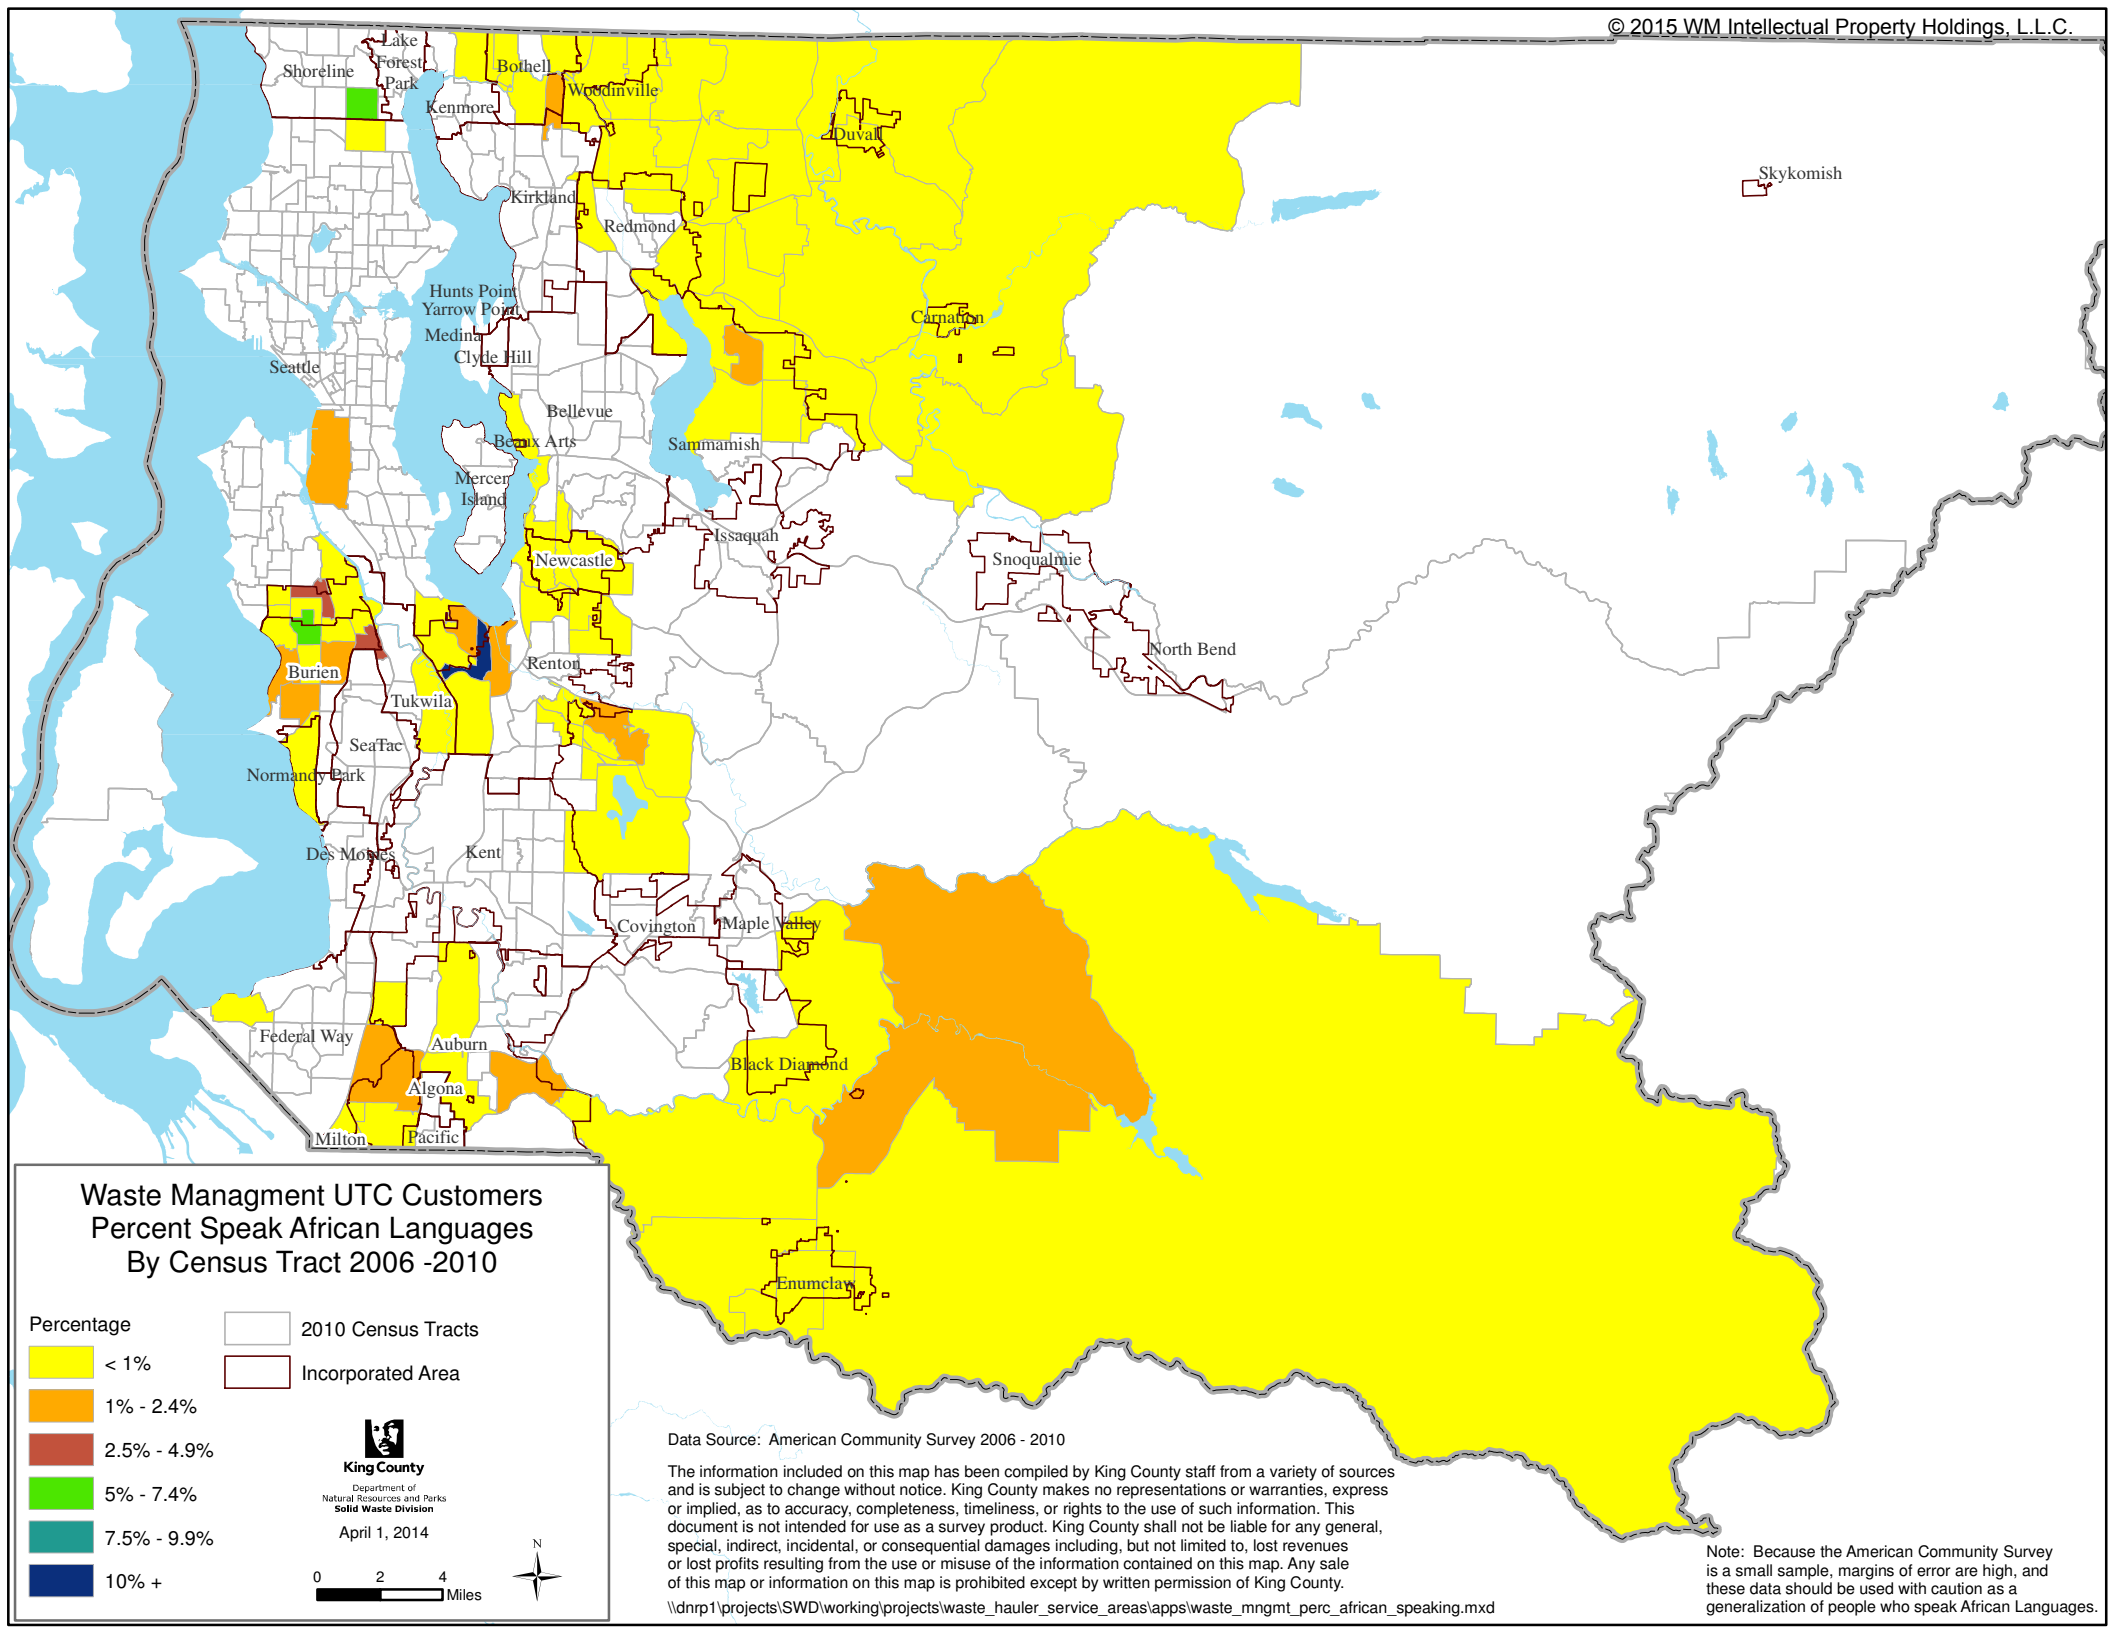 © 2015 WM Intellectual Property Holdings, L.L.C.
Lake
Forest
Park
Shoreline
Bothell
Kenmore
Woodinville
Duvall
Skykomish
Kirkland
Redmond
Hunts Point
Yarrow Point
Medina
Clyde Hill
Carnation
Seattle
Bellevue
Beaux Arts
Sammamish
Mercer
Island
Issaquah
Newcastle
Snoqualmie
North Bend
Renton
Burien
Tukwila
SeaTac
Normandy Park
Des Moines
Kent
Covington
Maple Valley
Federal Way
Auburn
Black Diamond
Algona
Milton
Pacific
Enumclaw
Waste Managment UTC Customers
Percent Speak African Languages
By Census Tract 2006 -2010
Percentage
< 1%
1% - 2.4%
2.5% - 4.9%
5% - 7.4%
7.5% - 9.9%
10% +
2010 Census Tracts
Incorporated Area
King County
Department of
Natural Resources and Parks
Solid Waste Division
April 1, 2014
N
0 2 4
Miles
Data Source: American Community Survey 2006 - 2010
The information included on this map has been compiled by King County staff from a variety of sources
and is subject to change without notice. King County makes no representations or warranties, express
or implied, as to accuracy, completeness, timeliness, or rights to the use of such information. This
document is not intended for use as a survey product. King County shall not be liable for any general,
special, indirect, incidental, or consequential damages including, but not limited to, lost revenues
or lost profits resulting from the use or misuse of the information contained on this map. Any sale
of this map or information on this map is prohibited except by written permission of King County.
\\dnrp1\projects\SWD\working\projects\waste_hauler_service_areas\apps\waste_mngmt_perc_african_speaking.mxd
Note: Because the American Community Survey
is a small sample, margins of error are high, and
these data should be used with caution as a
generalization of people who speak African Languages.